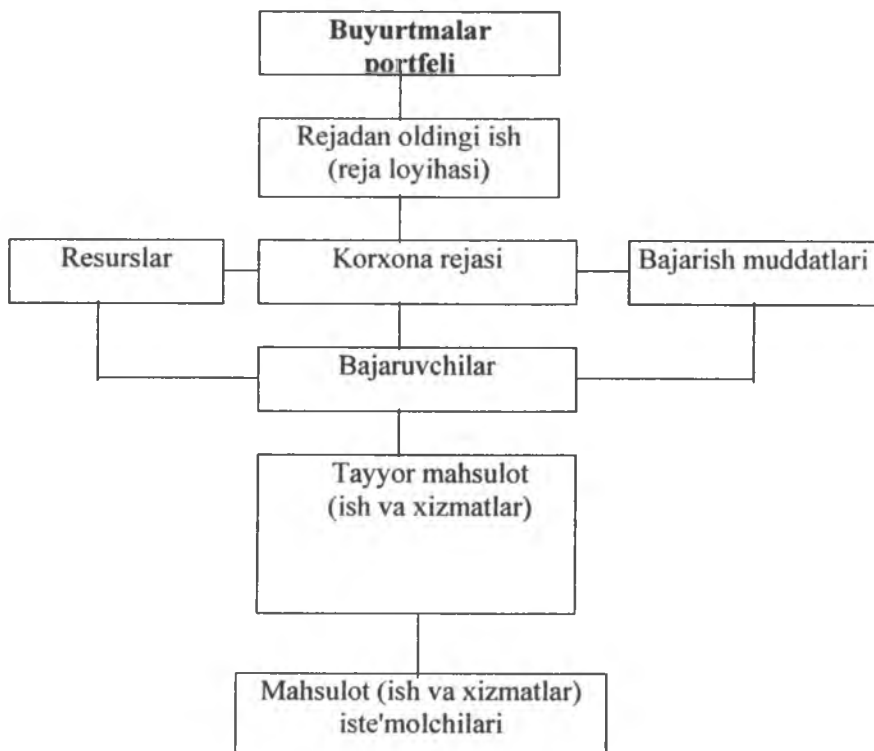 Buyurtmalar
portfeli
Rejadan oldingi ish
(reja loyihasi)
Resurslar
Korxona rejasi
Bajarish muddatlari
Bajaruvchilar
Tayyor mahsulot
(ish va xizmatlar)
Mahsulot (ish va xizmatlar)
iste'molchilari